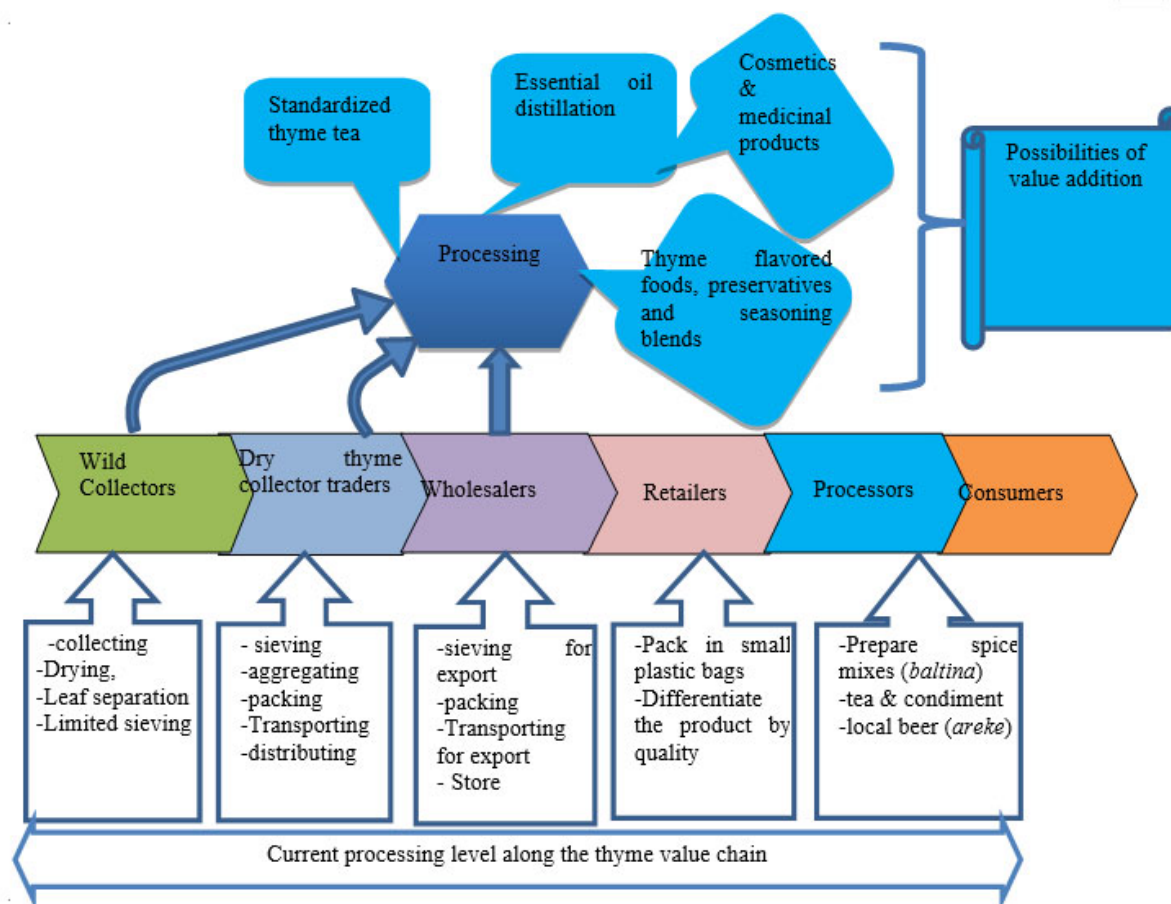 Standardized
thyme tea
Essential oil
distillation
Cosmetics
&
medicinal
products
Possibilities of
value addition
Processing
Thyme flavored
foods, preservatives
and seasoning
blends
Wild
Collectors
Dry thyme
collector traders
Wholesalers
Retailers
Processors
Consumers
-collecting
-Drying,
-Leaf separation
-Limited sieving
- sieving
-aggregating
-packing
-Transporting
-distributing
-sieving for
export
-packing
-Transporting
for export
- Store
-Pack in small
plastic bags
-Differentiate
the product by
quality
-Prepare spice
mixes (baltina)
-tea & condiment
-local beer (areke)
Current processing level along the thyme value chain